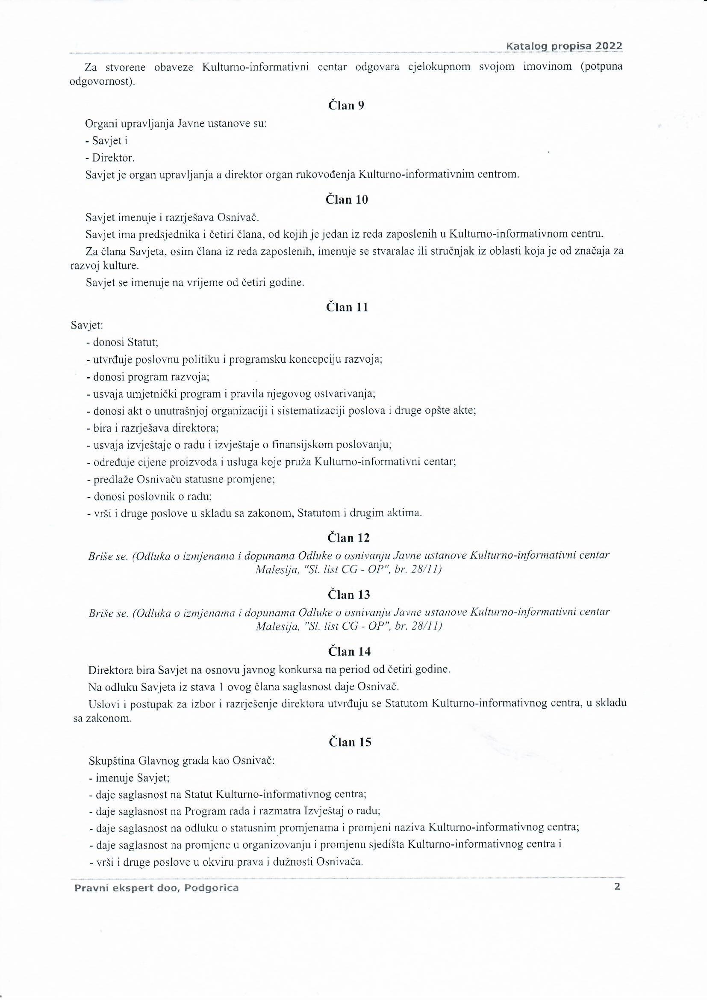 Katalog propisa 2022
Za stvorene obaveze Kulturno-informativni centar odgovara cjelokupnom svojom imovinom (potpuna
odgovornost).
Član 9
Organi upravljanja Javne ustanove su:
- Savjet i
- Direktor.
Savjet je organ upravljanja a direktor organ rukovođenja Kulturno-informativnim centrom.
Član 10
Savjet imenuje i razrješava Osnivač.
Savjet ima predsjednika i četiri člana, od kojih je jedan iz reda zaposlenih u Kulturno-informativnom centru.
Za člana Savjeta, osim člana iz reda zaposlenih, imenuje se stvaralac ili stručnjak iz oblasti koja je od značaja za
razvoj kulture.
Savjet se imenuje na vrijeme od četiri godine.
Član 11
Savjet:
- donosi Statut;
- utvrđuje poslovnu politiku i programsku koncepciju razvoja;
- donosi program razvoja;
- usvaja umjetnički program i pravila njegovog ostvarivanja;
- donosi akt o unutrašnjoj organizaciji i sistematizaciji poslova i druge opšte akte;
- bira i razrješava direktora;
- usvaja izvještaje o radu i izvještaje o finansijskom poslovanju;
- određuje cijene proizvoda i usluga koje pruža Kulturno-informativni centar;
- predlaže Osnivaču statusne promjene;
- donosi poslovnik o radu;
- vrši i druge poslove u skladu sa zakonom, Statutom i drugim aktima.
Član 12
Briše se. (Odluka o izmjenama i dopunama Odluke o osnivanju Javne ustanove Kulturno-informativni centar
Malesija, "Sl. list CG - OP", br. 28/11)
Član 13
Briše se. (Odluka o izmjenama i dopunama Odluke o osnivanju Javne ustanove Kulturno-informativni centar
Malesija, "Sl. list CG - OP", br. 28/11)
Član 14
Direktora bira Savjet na osnovu javnog konkursa na period od četiri godine.
Na odluku Savjeta iz stava 1 ovog člana saglasnost daje Osnivač.
Uslovi i postupak za izbor i razrješenje direktora utvrđuju se Statutom Kulturno-informativnog centra, u skladu
sa zakonom.
Član 15
Skupština Glavnog grada kao Osnivač:
- imenuje Savjet;
- daje saglasnost na Statut Kulturno-informativnog centra;
- daje saglasnost na Program rada i razmatra Izvještaj o radu;
- daje saglasnost na odluku o statusnim promjenama i promjeni naziva Kulturno-informativnog centra;
- daje saglasnost na promjene u organizovanju i promjenu sjedišta Kulturno-informativnog centra i
- vrši i druge poslove u okviru prava i dužnosti Osnivača.
Pravni ekspert doo, Podgorica 2